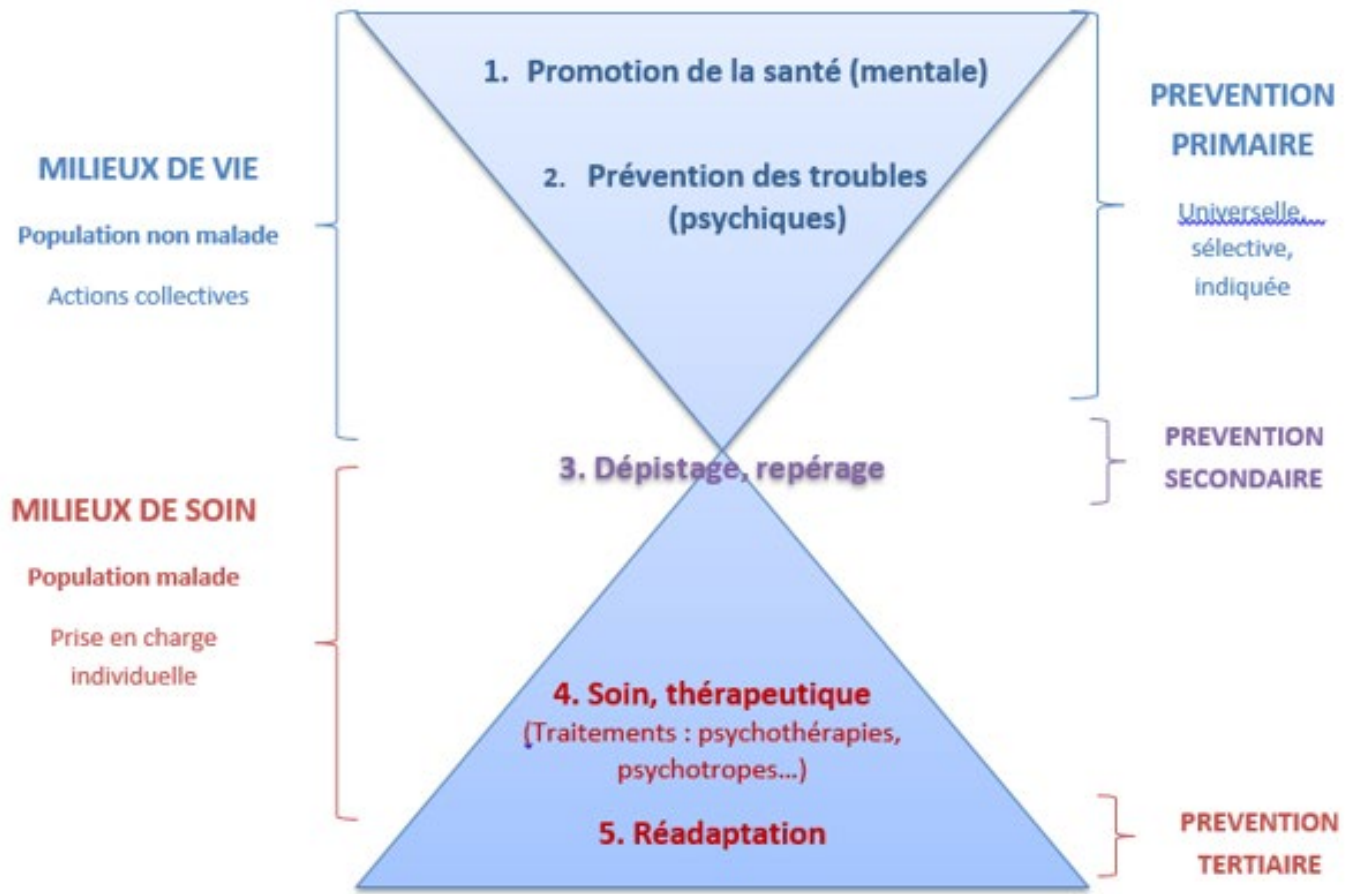 1. Promotion de la santé (mentale)
2. Prévention des troubles
(psychiques)
MILIEUX DE VIE
Population non malade
Actions collectives
PREVENTION
PRIMAIRE
Universelle,
sélective,
indiquée
3. Dépistage, repérage
PREVENTION
SECONDAIRE
MILIEUX DE SOIN
Population malade
Prise en charge
individuelle
4. Soin, thérapeutique
(Traitements : psychothérapies,
psychotropes...)
5. Réadaptation
PREVENTION
TERTIAIRE